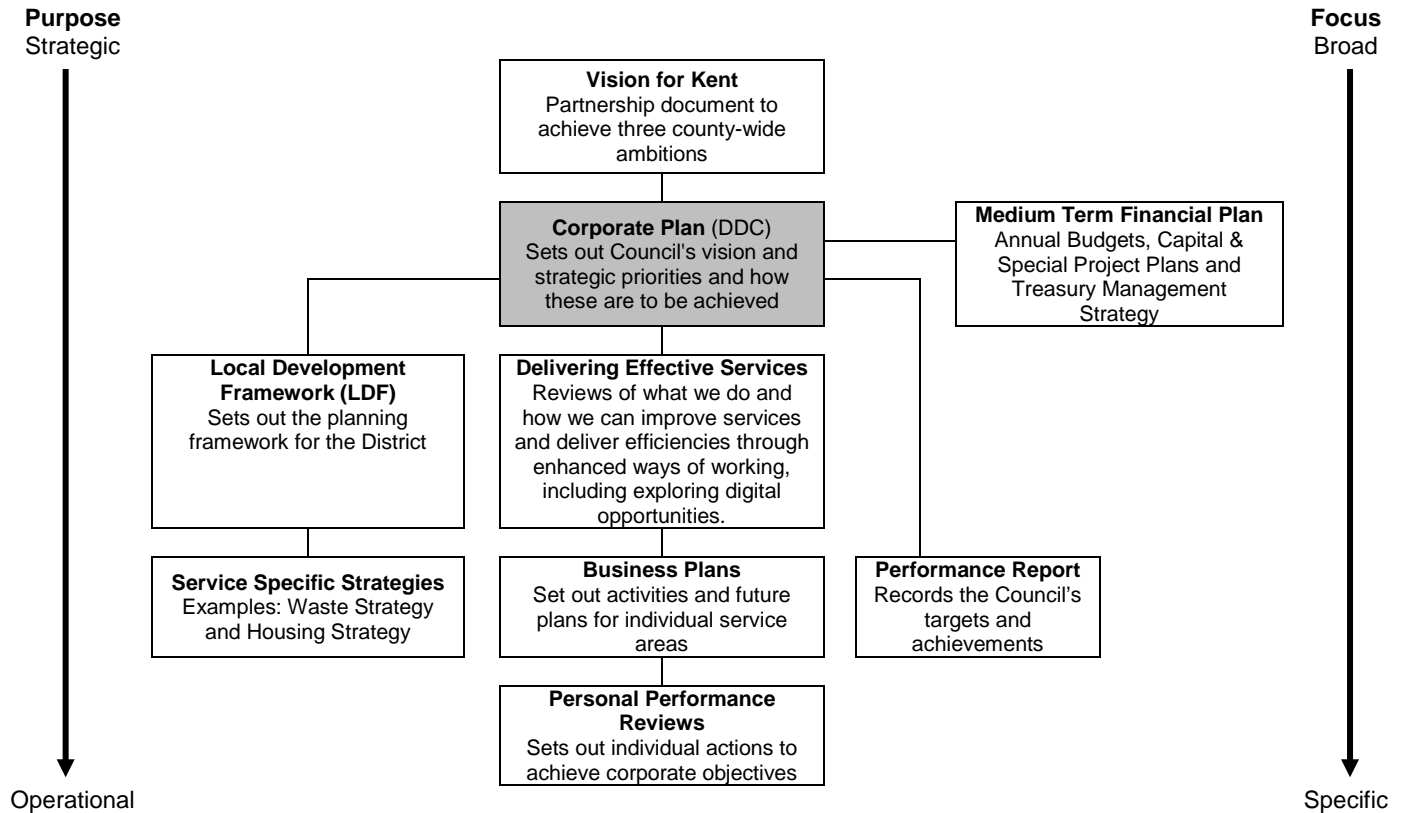 Purpose
Strategic
Focus
Broad
Vision for Kent
Partnership document to
achieve three county-wide
ambitions
Corporate Plan (DDC)
Sets out Council's vision and
strategic priorities and how
these are to be achieved
Medium Term Financial Plan
Annual Budgets, Capital &
Special Project Plans and
Treasury Management
Strategy
Local Development
Framework (LDF)
Sets out the planning
framework for the District
Delivering Effective Services
Reviews of what we do and
how we can improve services
and deliver efficiencies through
enhanced ways of working,
including exploring digital
opportunities.
Service Specific Strategies
Examples: Waste Strategy
and Housing Strategy
Business Plans
Set out activities and future
plans for individual service
areas
Performance Report
Records the Council’s
targets and
achievements
Personal Performance
Reviews
Sets out individual actions to
achieve corporate objectives
Operational
Specific